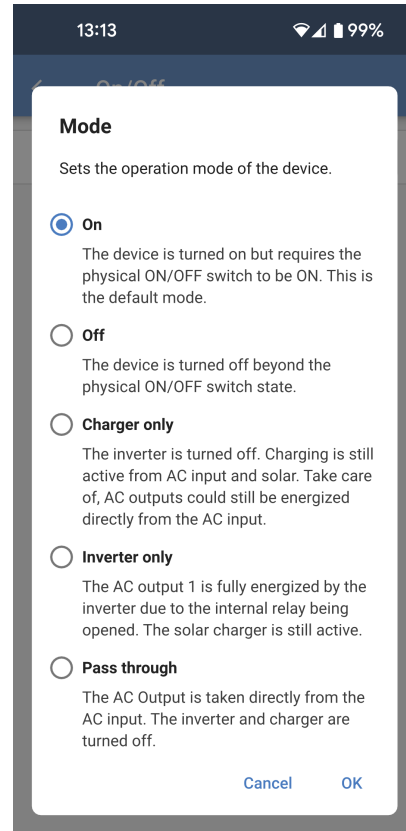 13:13
99%
On/Off
Mode
Sets the operation mode of the device.
On
The device is turned on but requires the
physical ON/OFF switch to be ON. This is
the default mode.
Off
The device is turned off beyond the
physical ON/OFF switch state.
Charger only
The inverter is turned off. Charging is still
active from AC input and solar. Take care
of, AC outputs could still be energized
directly from the AC input.
Inverter only
The AC output 1 is fully energized by the
inverter due to the internal relay being
opened. The solar charger is still active.
Pass through
The AC Output is taken directly from the
AC input. The inverter and charger are
turned off.
Cancel
OK